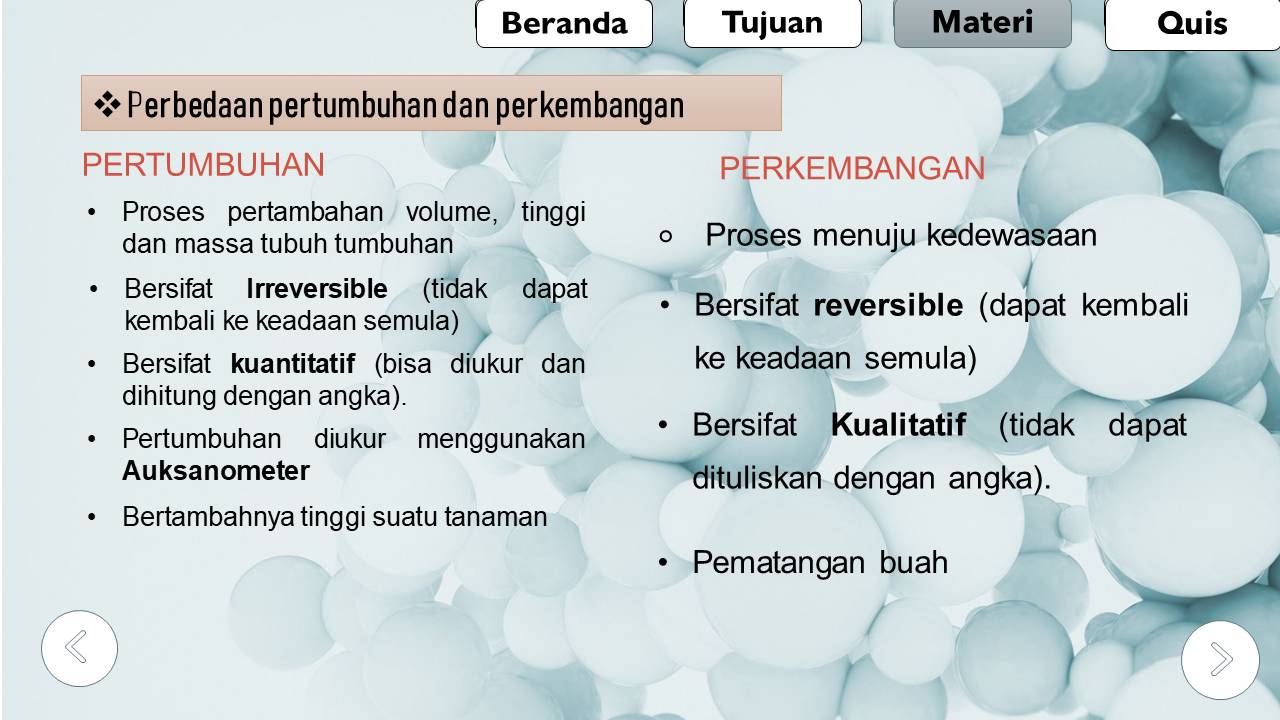 Beranda
Tujuan
Materi
Quis
❖ Perbedaan pertumbuhan dan perkembangan
PERTUMBUHAN
• Proses pertambahan volume, tinggi
dan massa tubuh tumbuhan
• Bersifat Irreversible (tidak dapat
kembali ke keadaan semula)
• Bersifat kuantitatif (bisa diukur dan
dihitung dengan angka).
• Pertumbuhan diukur menggunakan
Auksanometer
• Bertambahnya tinggi suatu tanaman
PERKEMBANGAN
o Proses menuju kedewasaan
• Bersifat reversible (dapat kembali
ke keadaan semula)
• Bersifat Kualitatif (tidak dapat
dituliskan dengan angka).
• Pematangan buah